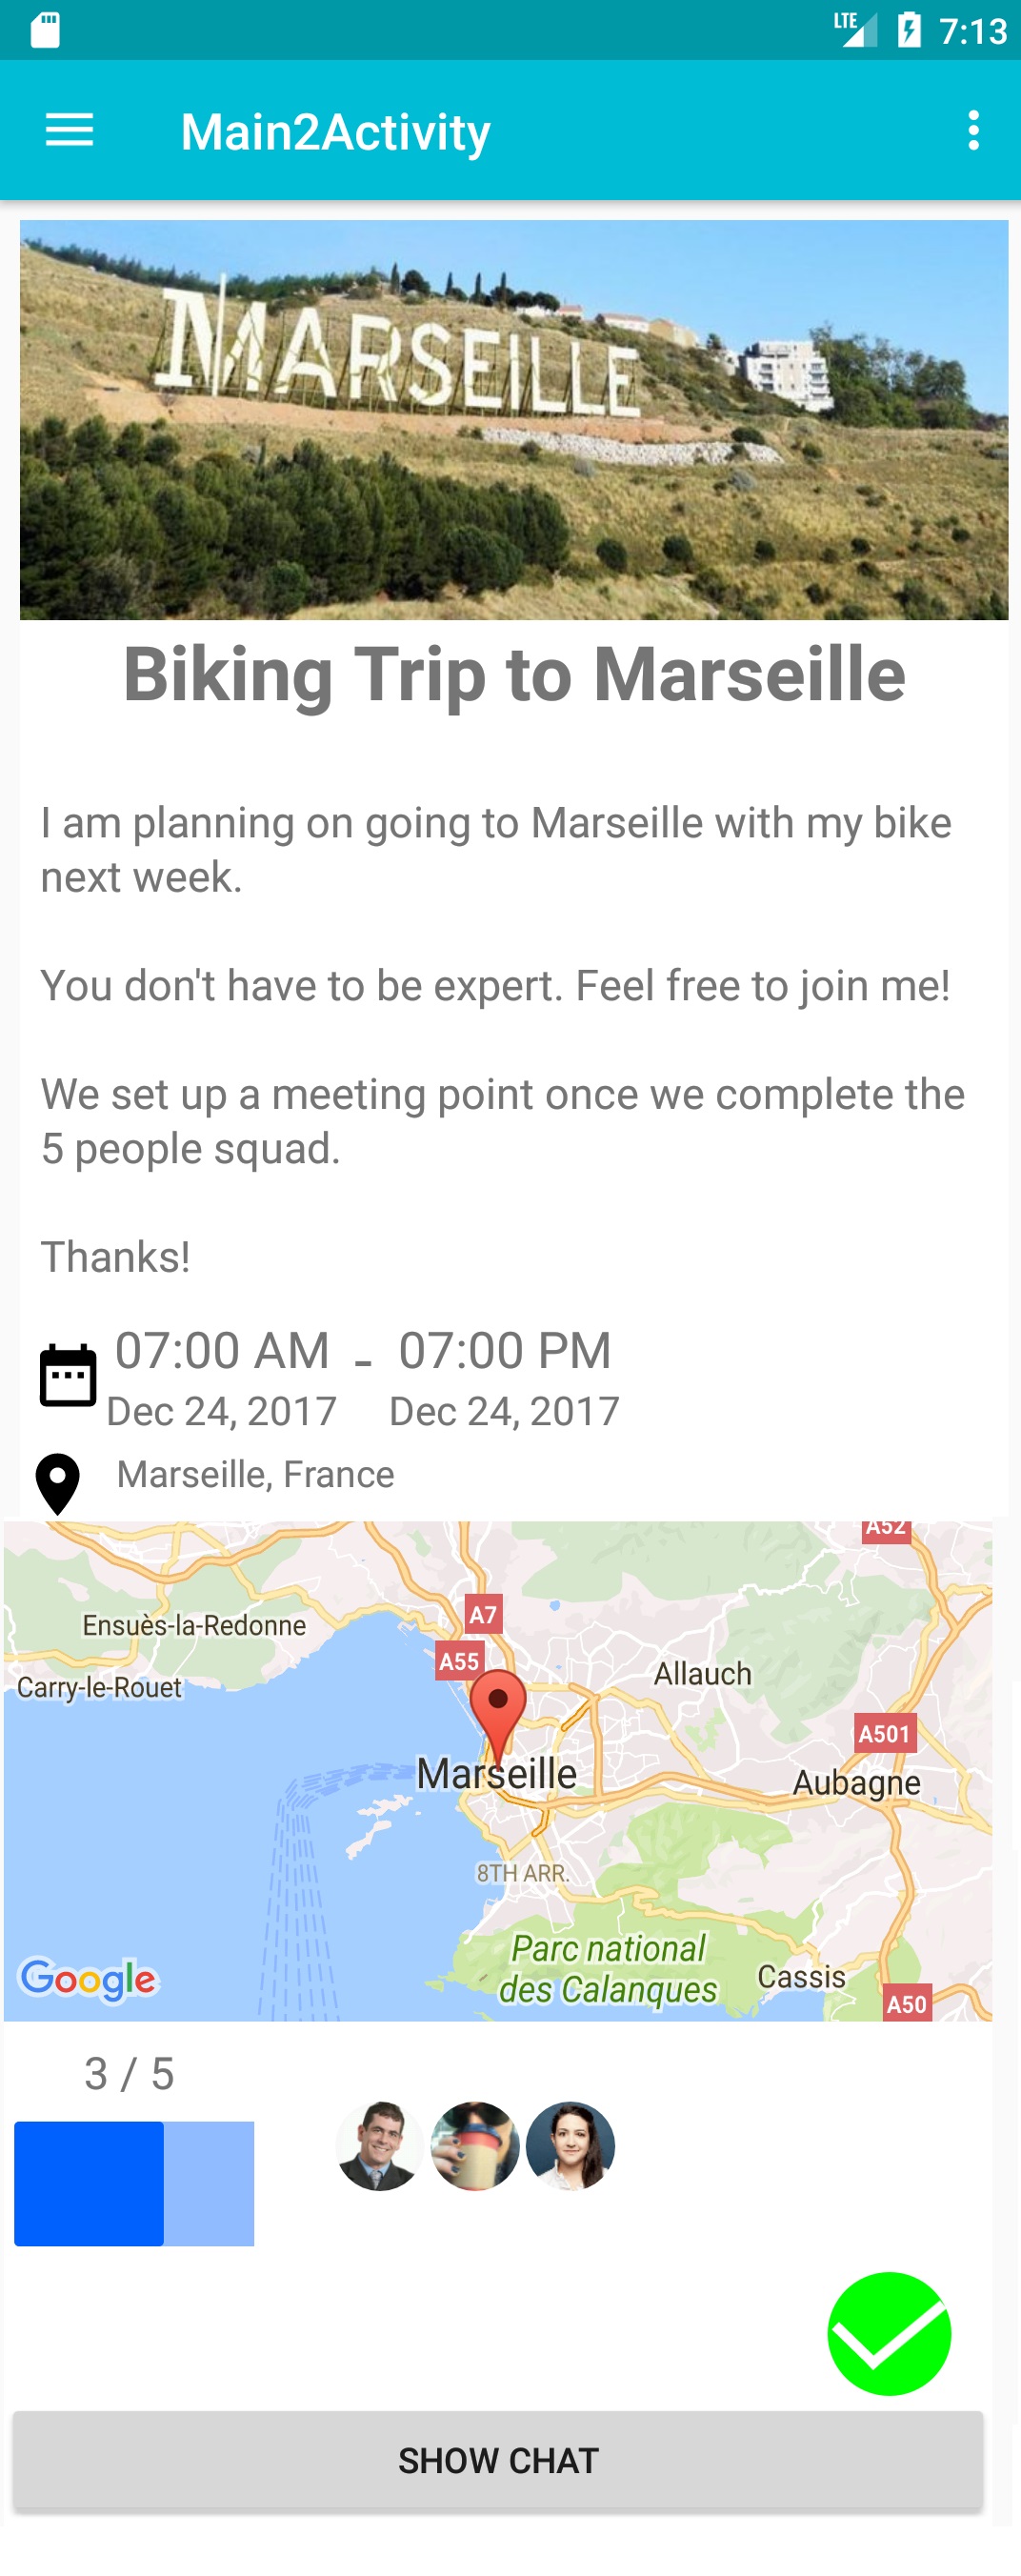 LTE 7:13
Main2Activity
MARSEILLE
Biking Trip to Marseille
I am planning on going to Marseille with my bike
next week.
You don't have to be expert. Feel free to join me!
We set up a meeting point once we complete the
5 people squad.
Thanks!
07:00 AM - 07:00 PM
Dec 24, 2017 Dec 24, 2017
Marseille, France
A52
A7
Ensuès-la-Redonne
A55
Allauch
Carry-le-Rouet
A501
Marseille
Aubagne
8TH ARR.
Parc national
des Calanques
Cassis
Google
A50
3 / 5
SHOW CHAT